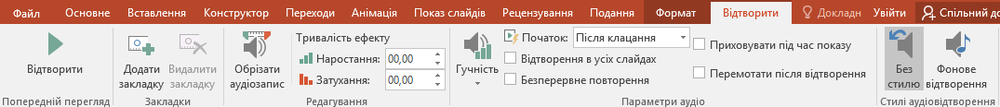 Файл Основне Вставлення Конструктор Переходи Анімація Показ слайдів Рецензування Подання Формат Відтворити Докладн Увійти Спільний до
Відтворити
Попередній перегляд
Додати закладку
Видалити закладку
Закладки
Обрізати аудіозапис
Тривалість ефекту
Наростання: 00,00
Затухання: 00,00
Редагування
Гучність
Початок: Після клацання
Відтворення в усіх слайдах
Безперервне повторення
Приховувати під час показу
Перемотати після відтворення
Параметри аудіо
Без стилю
Фонове відтворення
Стилі аудіовідтворення